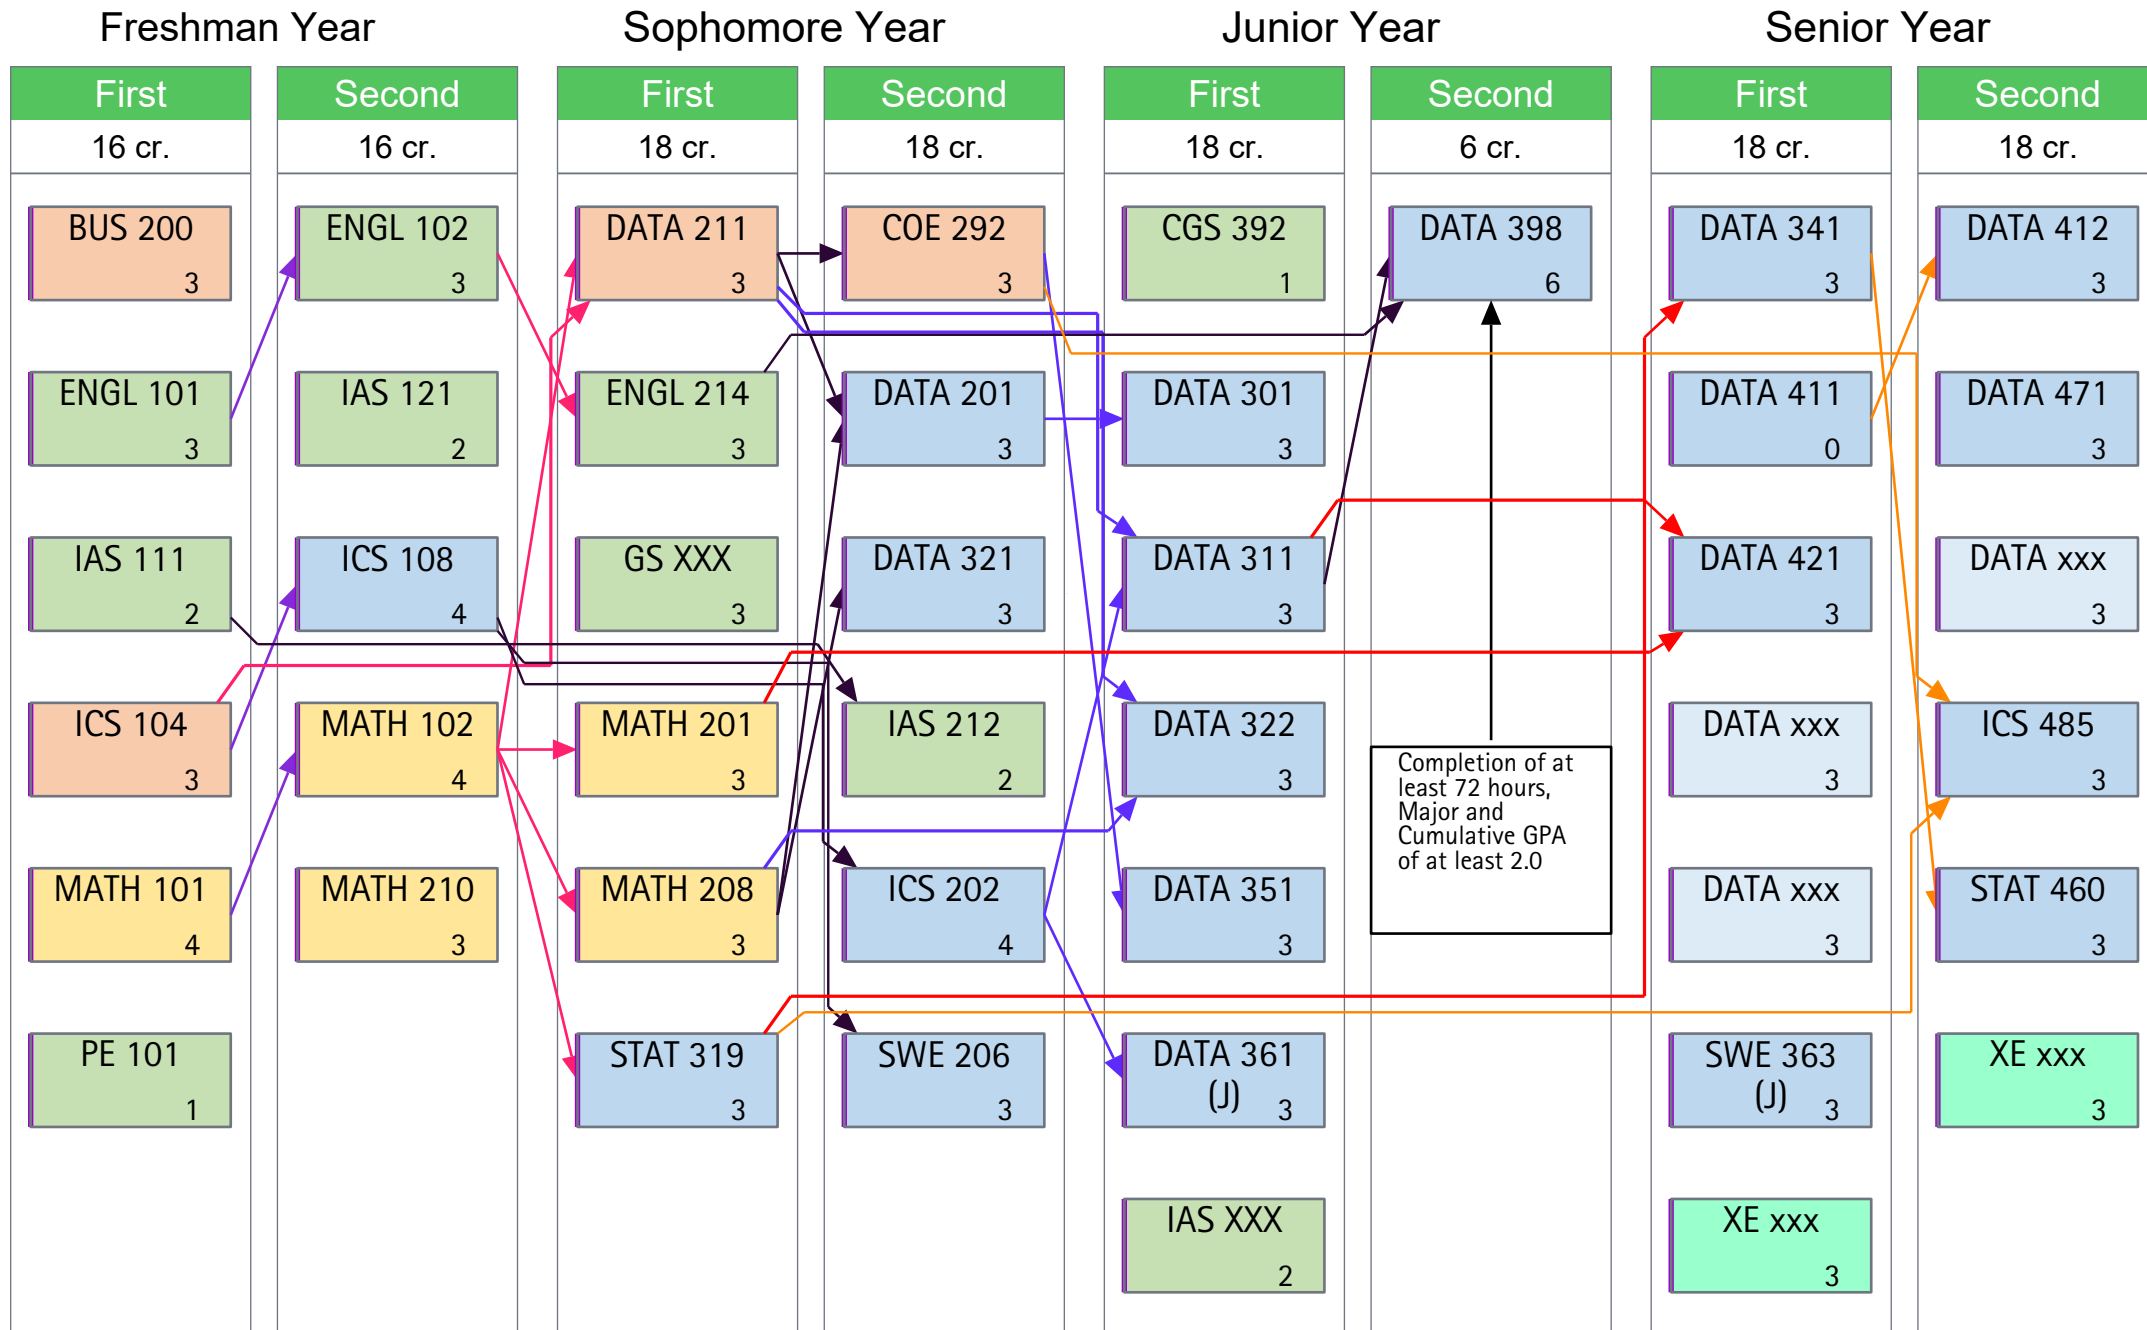 Freshman Year
Sophomore Year
Junior Year
Senior Year
First
16 cr.
BUS 200
3
ENGL 101
3
IAS 111
2
ICS 104
3
MATH 101
4
PE 101
1
Second
16 cr.
ENGL 102
3
IAS 121
2
ICS 108
4
MATH 102
4
MATH 210
3
First
18 cr.
DATA 211
3
ENGL 214
3
GS XXX
3
MATH 201
3
MATH 208
3
STAT 319
3
Second
18 cr.
COE 292
3
DATA 201
3
DATA 321
3
IAS 212
2
ICS 202
4
SWE 206
3
First
18 cr.
CGS 392
1
DATA 301
3
DATA 311
3
DATA 322
3
DATA 351
3
DATA 361
(J) 3
IAS XXX
2
Second
6 cr.
DATA 398
6
Completion of at
least 72 hours,
Major and
Cumulative GPA
of at least 2.0
First
18 cr.
DATA 341
3
DATA 411
0
DATA 421
3
DATA xxx
3
DATA xxx
3
SWE 363
(J) 3
XE xxx
3
Second
18 cr.
DATA 412
3
DATA 471
3
DATA xxx
3
ICS 485
3
STAT 460
3
XE xxx
3